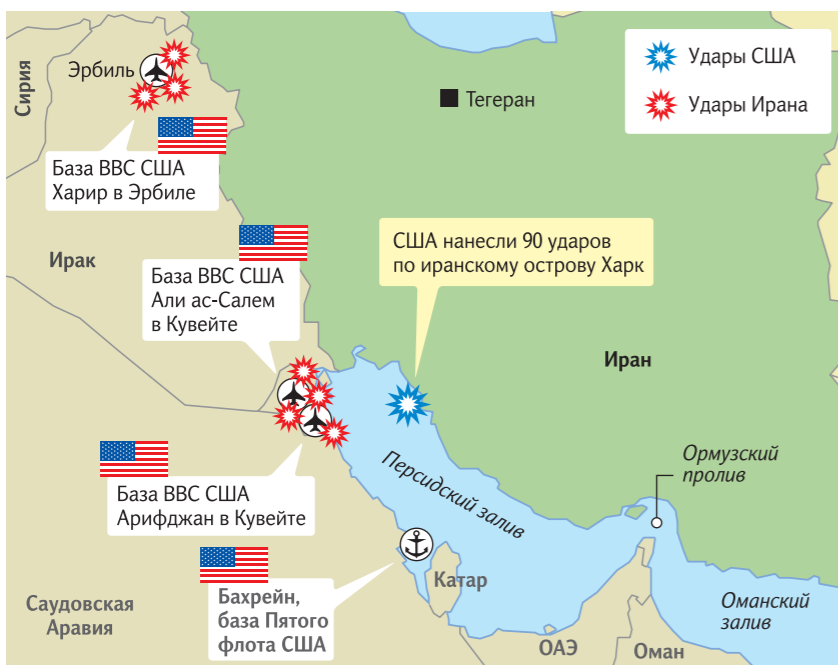 Сирия
Эрбиль
Тегеран
Удары США
Удары Ирана
База ВВС США
Харир в Эрбиле
Ирак
База ВВС США
Али ас-Салем
в Кувейте
США нанесли 90 ударов
по иранскому острову Харк
Иран
Ормузский
пролив
Персидский залив
База ВВС США
Арифджан в Кувейте
Саудовская
Аравия
Бахрейн,
база Пятого
флота США
Катар
ОАЭ
Оман
Оманский
залив